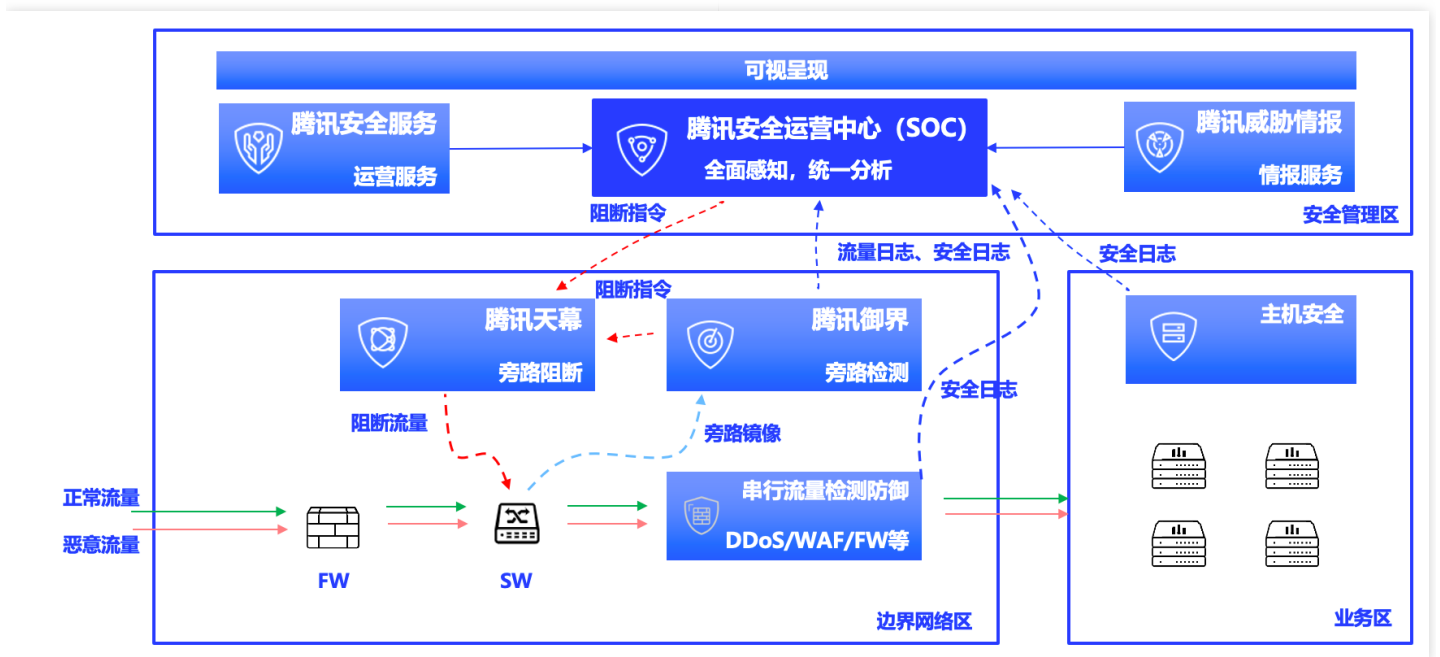 可视呈现
腾讯安全服务
运营服务
腾讯安全运营中心（SOC）
全面感知，统一分析
腾讯威胁情报
情报服务
安全管理区
阻断指令
流量日志、安全日志
安全日志
阻断指令
腾讯天幕
旁路阻断
腾讯御界
旁路检测
主机安全
安全日志
阻断流量
旁路镜像
正常流量
恶意流量
串行流量检测防御
DDoS/WAF/FW等
FW
SW
边界网络区
业务区